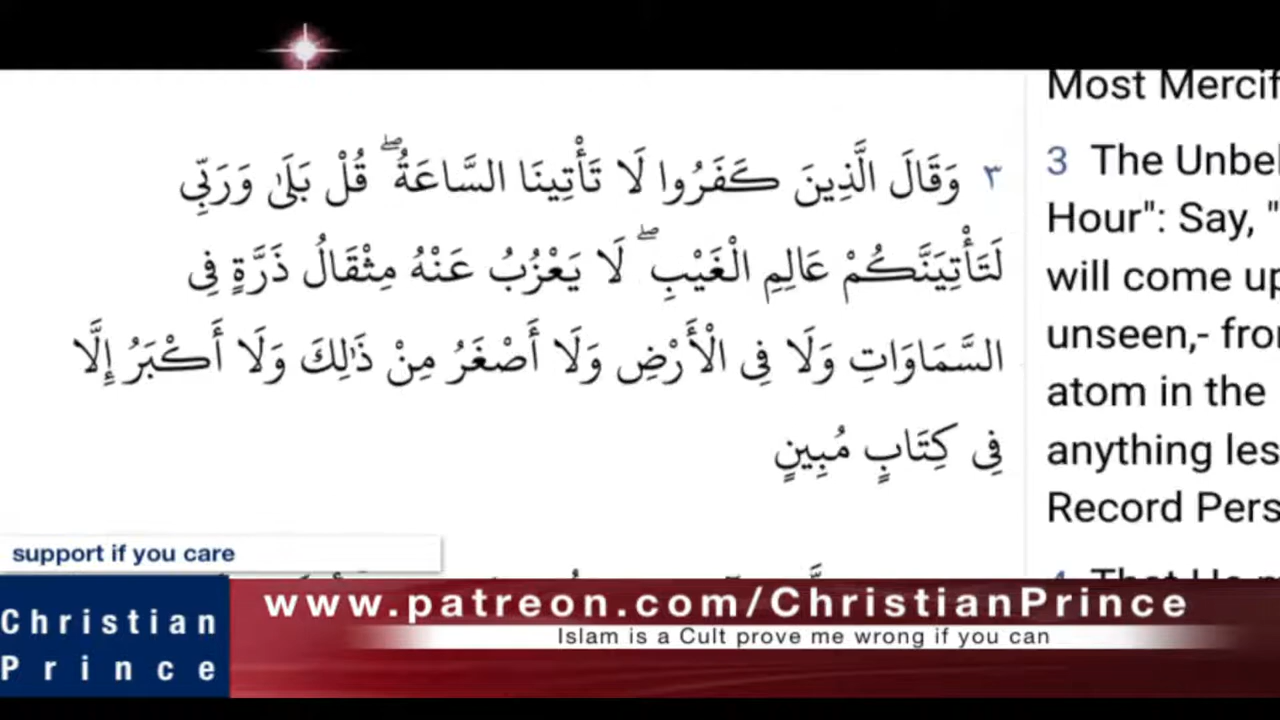 ٣ وَقَالَ الَّذِينَ كَفَرُوا لَا تَأْتِينَا السَّاعَةُ ۖ قُلْ بَلَىٰ وَرَبِّي
لَتَأْتِيَنَّكُمْ عَالِمِ الْغَيْبِ ۖ لَا يَعْزُبُ عَنْهُ مِثْقَالُ ذَرَّةٍ فِي
السَّمَاوَاتِ وَلَا فِي الْأَرْضِ وَلَا أَصْغَرُ مِنْ ذَٰلِكَ وَلَا أَكْبَرُ إِلَّا
فِي كِتَابٍ مُبِينٍ
Most Mercif
3 The Unbel
Hour": Say, "
will come up
unseen,- fro
atom in the
anything les
Record Pers
support if you care
Christian
Prince
www.patreon.com/ChristianPrince
Islam is a Cult prove me wrong if you can